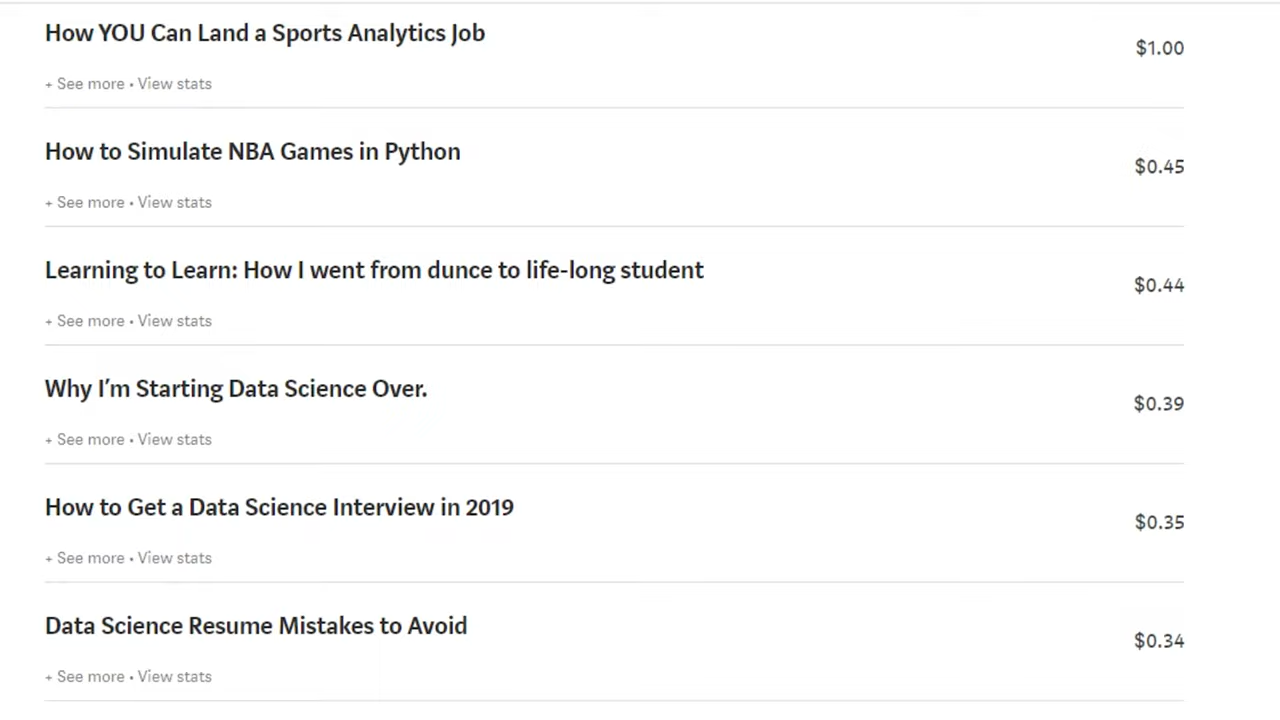 How YOU Can Land a Sports Analytics Job
$1.00
+ See more • View stats
How to Simulate NBA Games in Python
$0.45
+ See more • View stats
Learning to Learn: How I went from dunce to life-long student
$0.44
+ See more • View stats
Why I’m Starting Data Science Over.
$0.39
+ See more • View stats
How to Get a Data Science Interview in 2019
$0.35
+ See more • View stats
Data Science Resume Mistakes to Avoid
$0.34
+ See more • View stats